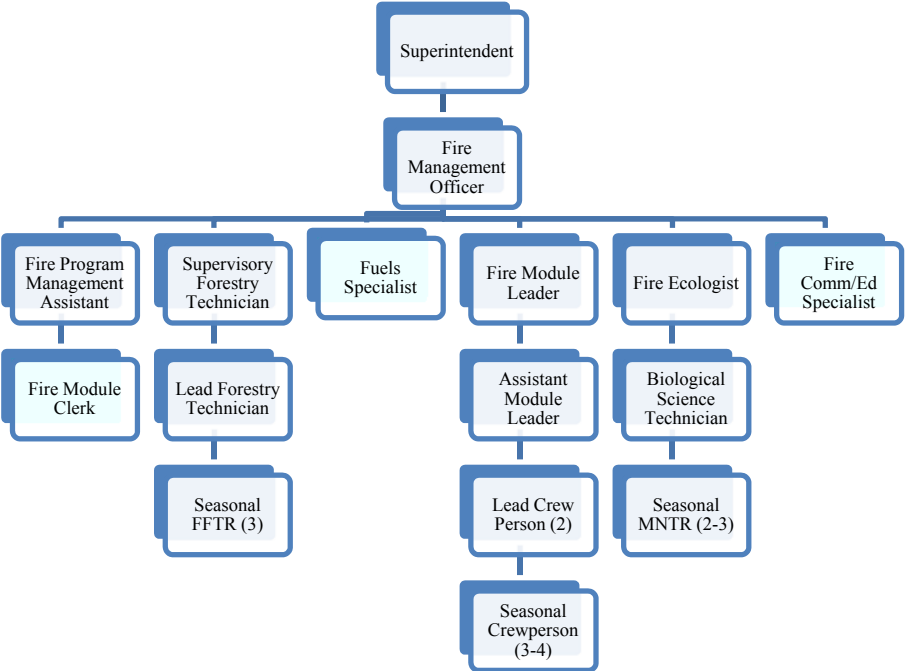 Superintendent
Fire
Management
Officer
Fire Program
Management
Assistant
Supervisory
Forestry
Technician
Fuels
Specialist
Fire Module
Leader
Fire Ecologist
Fire
Comm/Ed
Specialist
Fire Module
Clerk
Lead Forestry
Technician
Assistant
Module
Leader
Biological
Science
Technician
Seasonal
FFTR (3)
Lead Crew
Person (2)
Seasonal
MNTR (2-3)
Seasonal
Crewperson
(3-4)